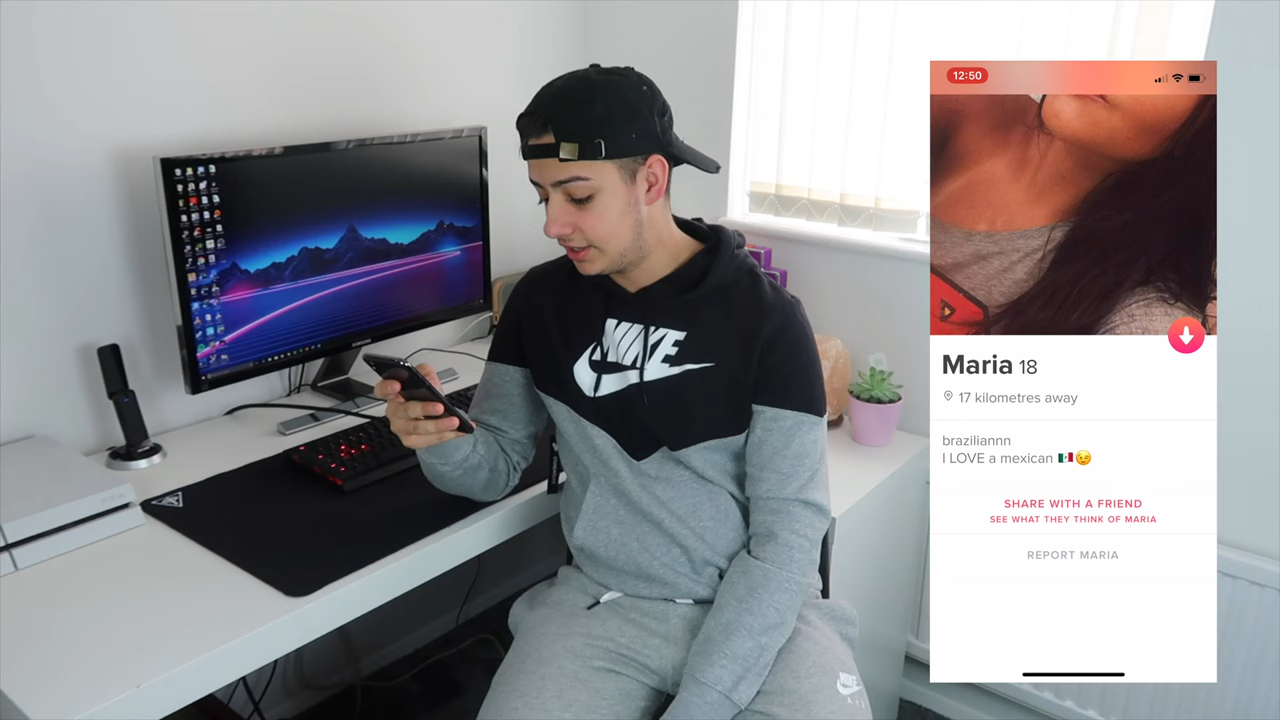 NIKE
NIKE
12:50
Maria 18
17 kilometres away
braziliannn
I LOVE a mexican 🇲🇽😉
SHARE WITH A FRIEND
SEE WHAT THEY THINK OF MARIA
REPORT MARIA